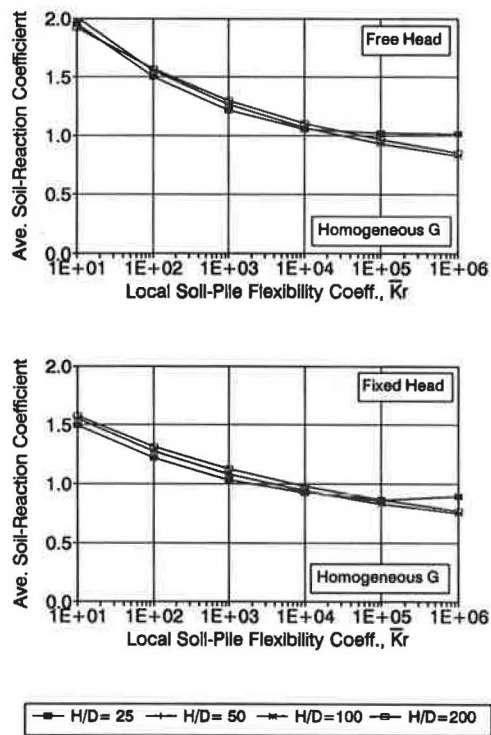 Ave. Soil-Reaction Coefficient
2.0
1.5
1.0
0.5
0.0
Free Head
Homogeneous G
1E+01 1E+02 1E+03 1E+04 1E+05 1E+06
Local Soil-Pile Flexibility Coeff., K̅r
Ave. Soil-Reaction Coefficient
2.0
1.5
1.0
0.5
0.0
Fixed Head
Homogeneous G
1E+01 1E+02 1E+03 1E+04 1E+05 1E+06
Local Soil-Pile Flexibility Coeff., K̅r
H/D= 25 H/D= 50 H/D=100 H/D=200